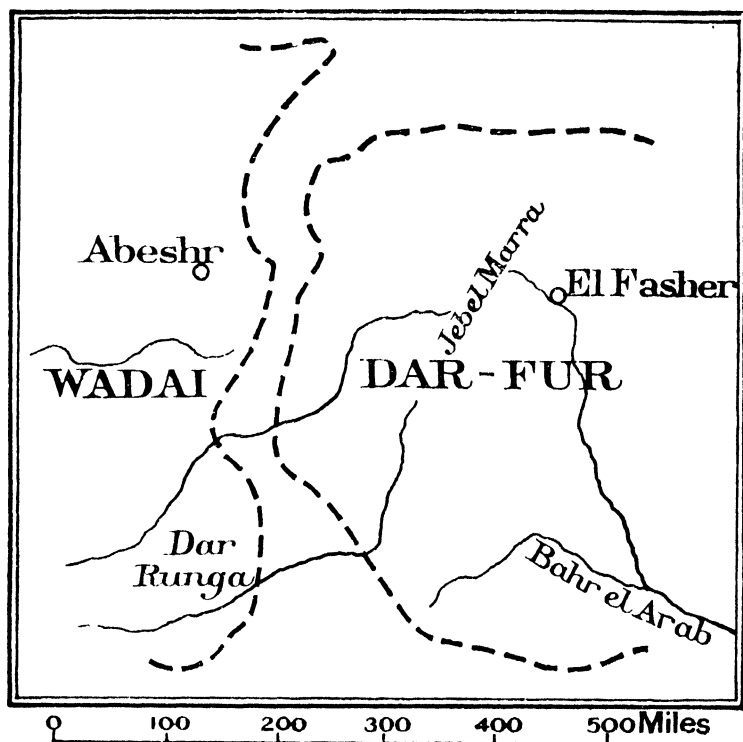 Abeshr
Jebel Marra
El Fasher
WADAI
DAR-FUR
Dar
Runga
Bahr el Arab
0 100 200 300 400 500 Miles